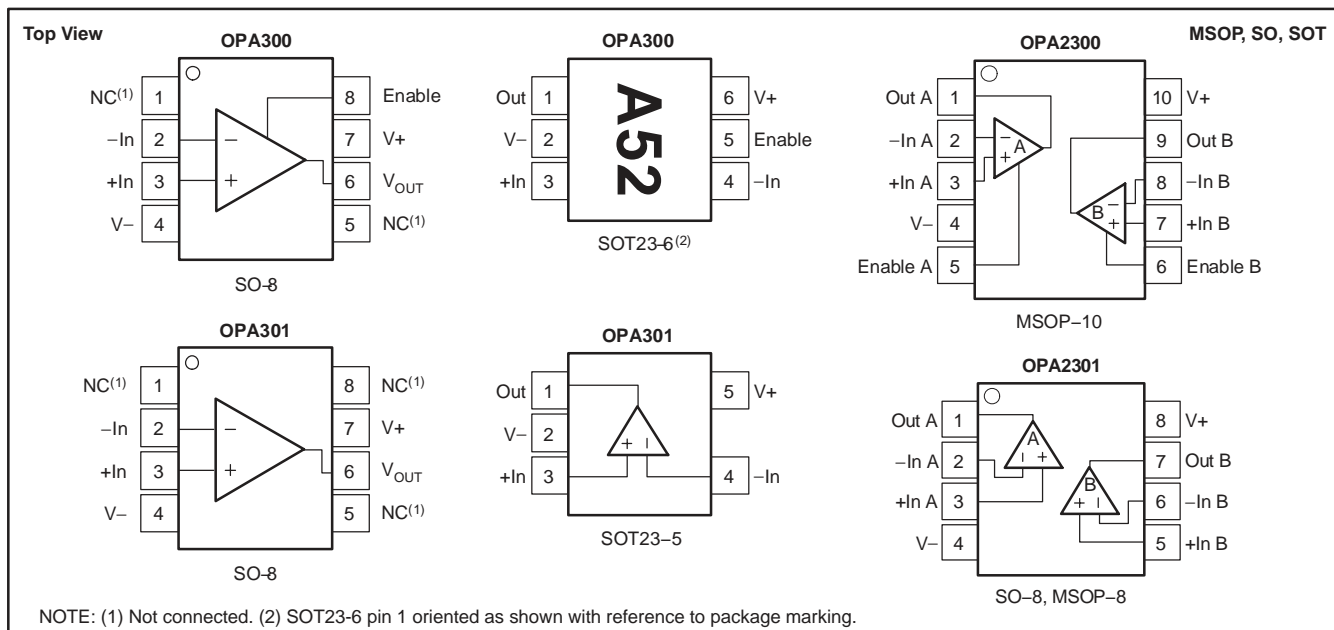 Top View
MSOP, SO, SOT
OPA300
NC(1) 1
–In 2
+In 3
V– 4
8 Enable
7 V+
6 VOUT
5 NC(1)
– +
SO-8
OPA300
Out 1
V– 2
+In 3
A52
6 V+
5 Enable
4 –In
SOT23-6(2)
OPA2300
Out A 1
–In A 2
+In A 3
V– 4
Enable A 5
– + A
– + B
10 V+
9 Out B
8 –In B
7 +In B
6 Enable B
MSOP–10
OPA301
NC(1) 1
–In 2
+In 3
V– 4
– +
8 NC(1)
7 V+
6 VOUT
5 NC(1)
SO–8
OPA301
Out 1
V– 2
+In 3
+ –
5 V+
4 –In
SOT23–5
OPA2301
Out A 1
–In A 2
+In A 3
V– 4
A – +
B + –
8 V+
7 Out B
6 –In B
5 +In B
SO–8, MSOP–8
NOTE: (1) Not connected. (2) SOT23-6 pin 1 oriented as shown with reference to package marking.